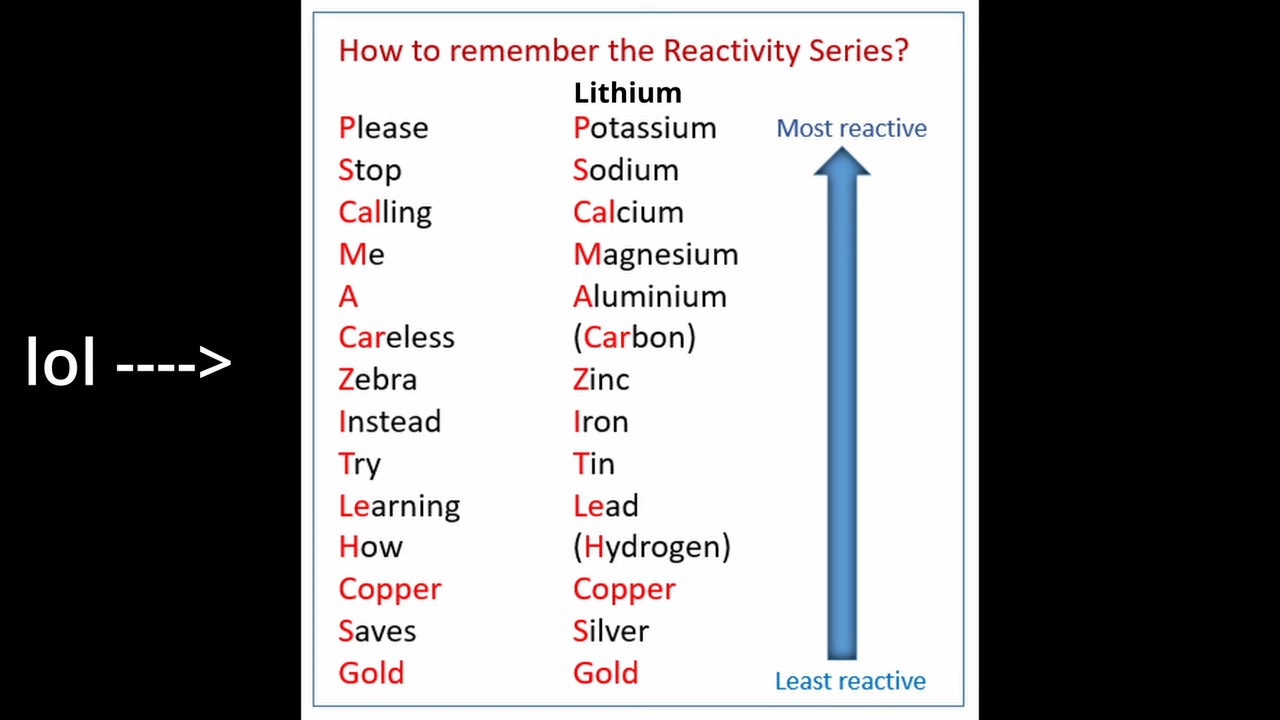 How to remember the Reactivity Series?
Lithium
Please Potassium Most reactive
Stop Sodium
Calling Calcium
Me Magnesium
A Aluminium
Careless (Carbon)
lol ---->
Zebra Zinc
Instead Iron
Try Tin
Learning Lead
How (Hydrogen)
Copper Copper
Saves Silver
Gold Gold
Least reactive